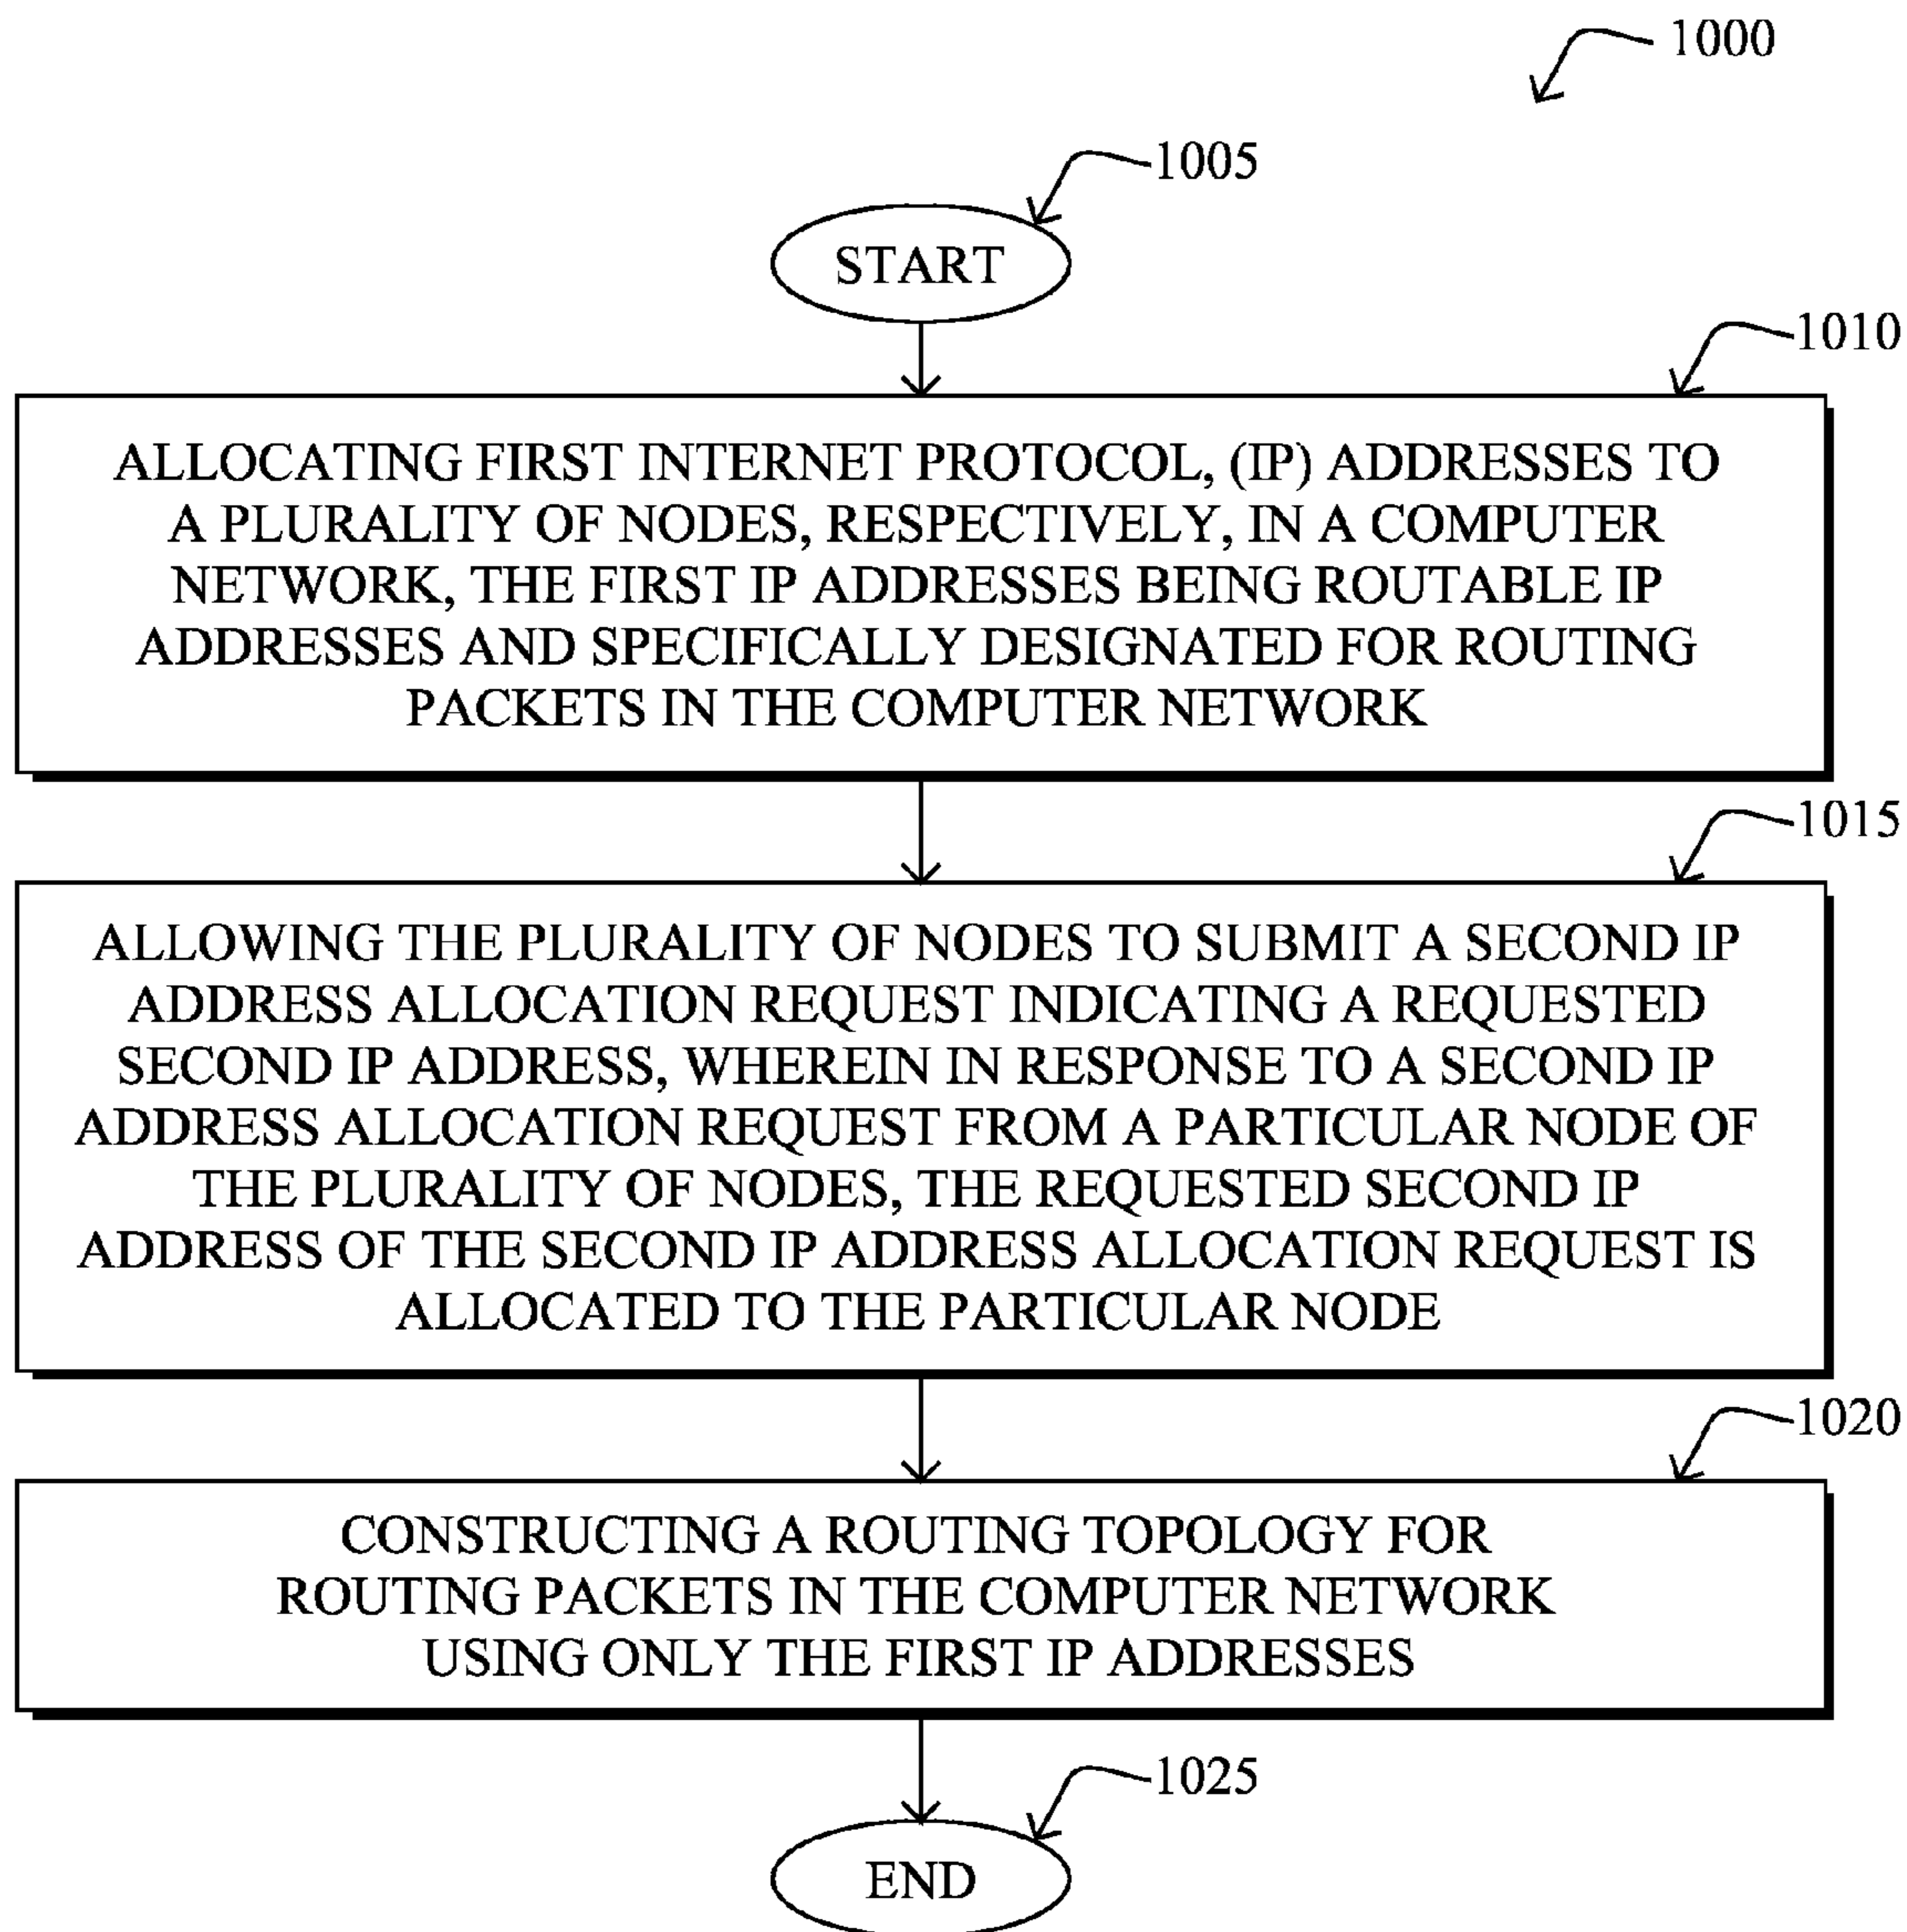 1000
1005
START
1010
ALLOCATING FIRST INTERNET PROTOCOL, (IP) ADDRESSES TO
A PLURALITY OF NODES, RESPECTIVELY, IN A COMPUTER
NETWORK, THE FIRST IP ADDRESSES BEING ROUTABLE IP
ADDRESSES AND SPECIFICALLY DESIGNATED FOR ROUTING
PACKETS IN THE COMPUTER NETWORK
1015
ALLOWING THE PLURALITY OF NODES TO SUBMIT A SECOND IP
ADDRESS ALLOCATION REQUEST INDICATING A REQUESTED
SECOND IP ADDRESS, WHEREIN IN RESPONSE TO A SECOND IP
ADDRESS ALLOCATION REQUEST FROM A PARTICULAR NODE OF
THE PLURALITY OF NODES, THE REQUESTED SECOND IP
ADDRESS OF THE SECOND IP ADDRESS ALLOCATION REQUEST IS
ALLOCATED TO THE PARTICULAR NODE
1020
CONSTRUCTING A ROUTING TOPOLOGY FOR
ROUTING PACKETS IN THE COMPUTER NETWORK
USING ONLY THE FIRST IP ADDRESSES
1025
END